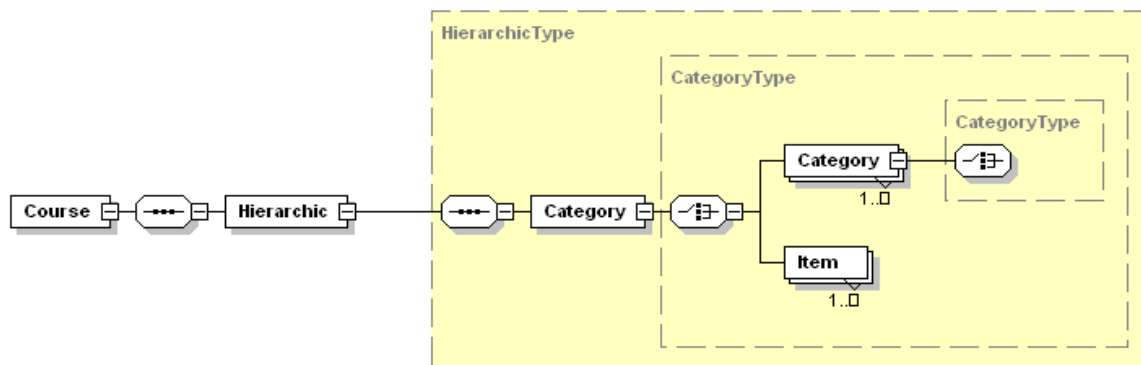 HierarchicType
CategoryType
CategoryType
Category
1..▯
Course
Hierarchic
Category
Item
1..▯